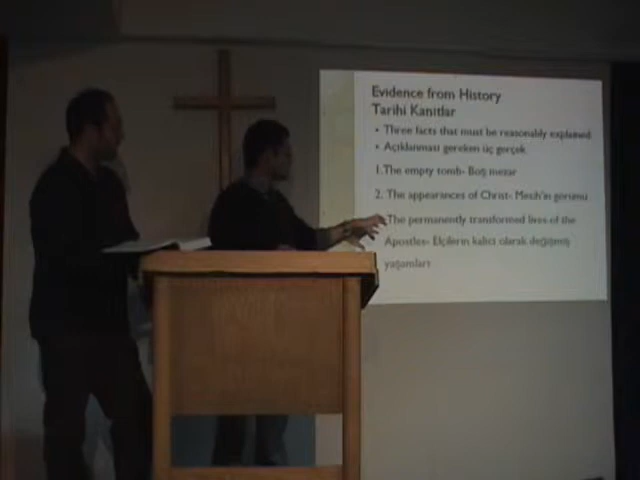 Evidence from History
Tarihi Kanitlar
• Three facts that must be reasonably explained
• Açıklanması gereken üç gerçek
1.The empty tomb- Boş mezar
2. The appearances of Christ- Mesih'in
The permanently transformed lives of the
Apostles- Elçilerin kalıcı olarak değişmiş
yaşamları